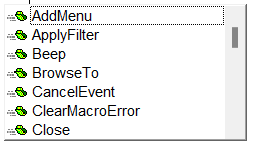 AddMenu
ApplyFilter
Beep
BrowseTo
CancelEvent
ClearMacroError
Close